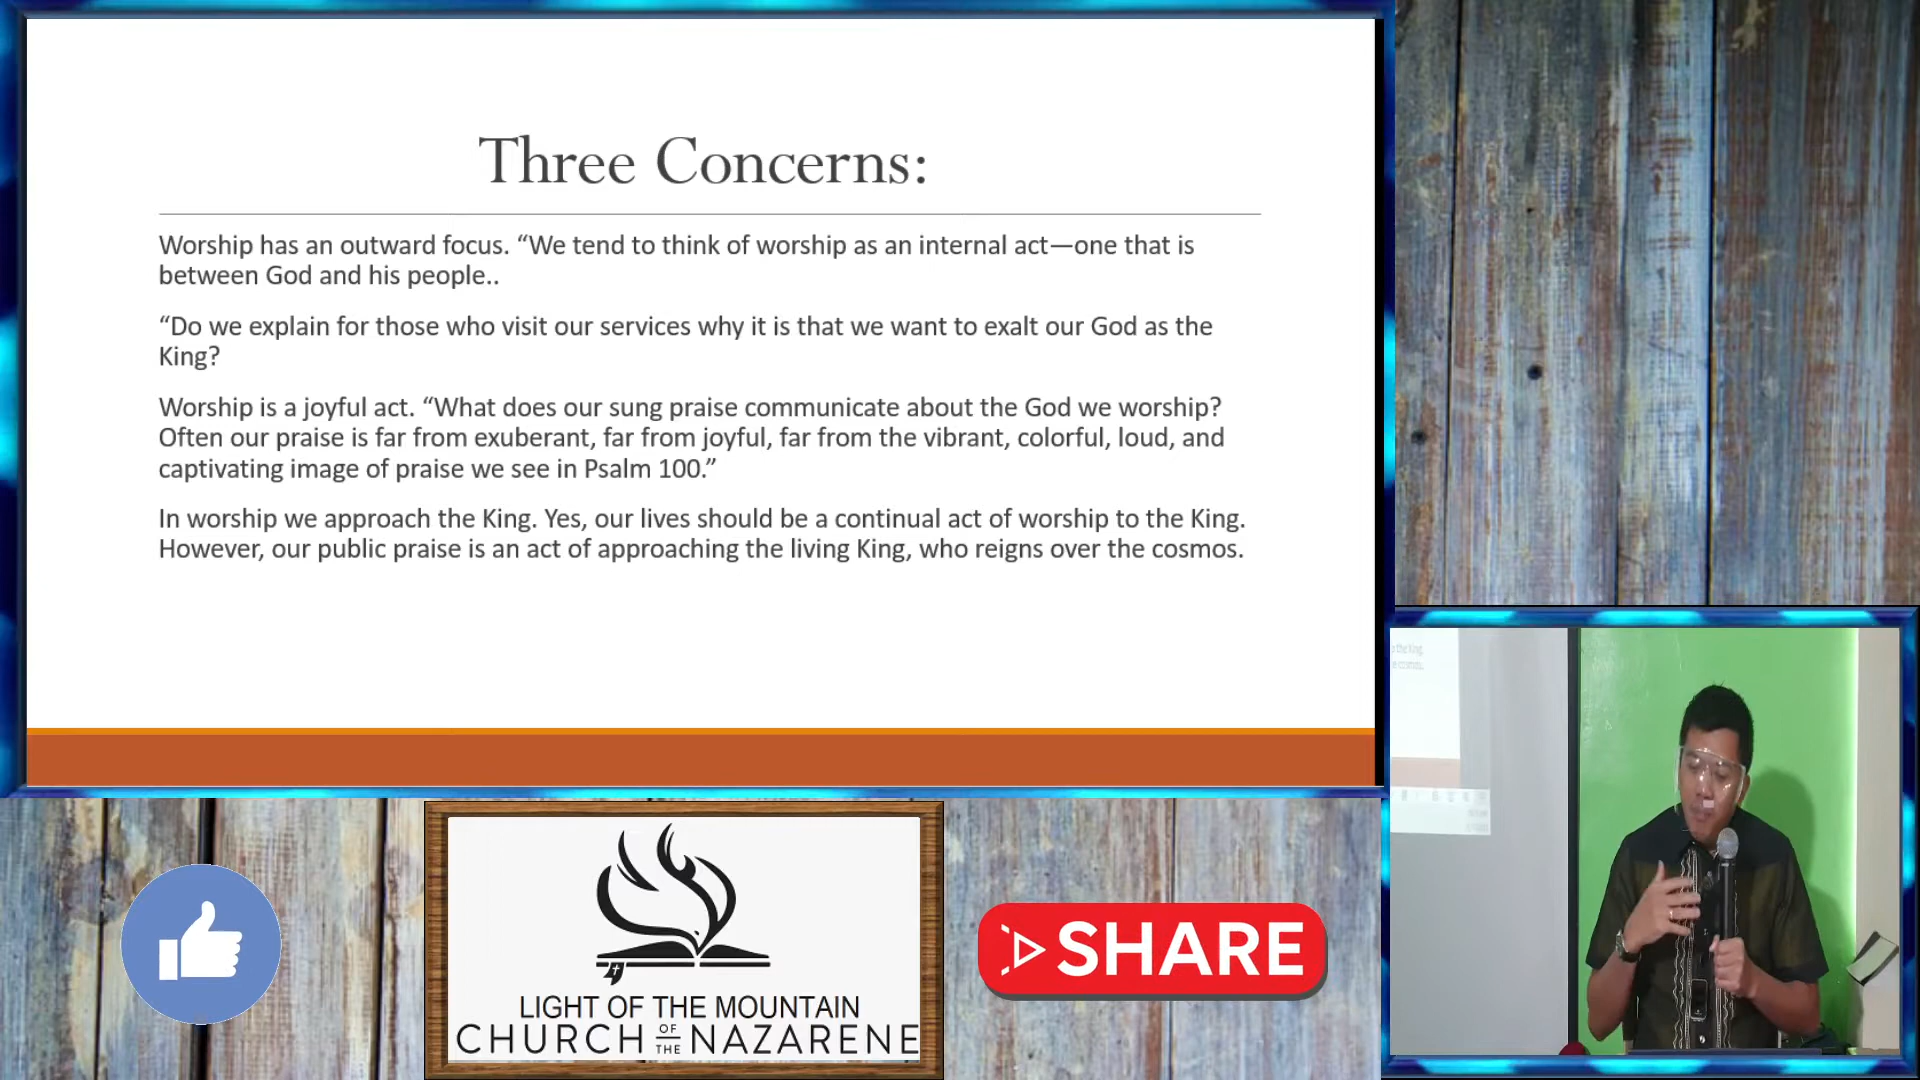 Three Concerns:
Worship has an outward focus. “We tend to think of worship as an internal act—one that is
between God and his people..
“Do we explain for those who visit our services why it is that we want to exalt our God as the
King?
Worship is a joyful act. “What does our sung praise communicate about the God we worship?
Often our praise is far from exuberant, far from joyful, far from the vibrant, colorful, loud, and
captivating image of praise we see in Psalm 100.”
In worship we approach the King. Yes, our lives should be a continual act of worship to the King.
However, our public praise is an act of approaching the living King, who reigns over the cosmos.
LIGHT OF THE MOUNTAIN
CHURCH OF THE NAZARENE
SHARE